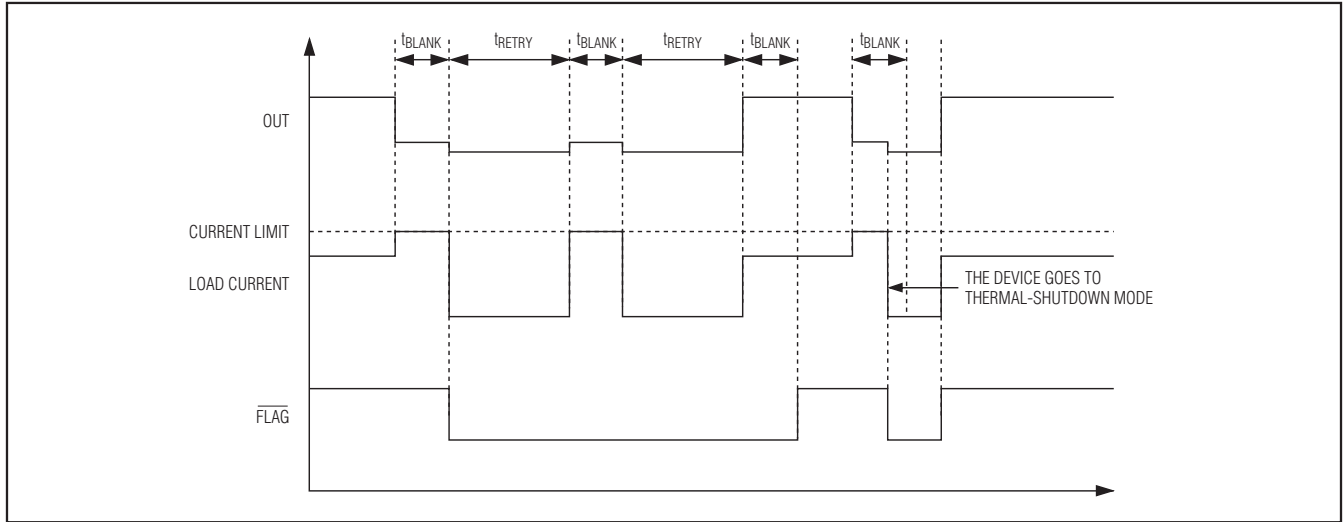 tBLANK tRETRY tBLANK tRETRY tBLANK tBLANK
OUT
CURRENT LIMIT
LOAD CURRENT
THE DEVICE GOES TO
THERMAL-SHUTDOWN MODE
FLAG